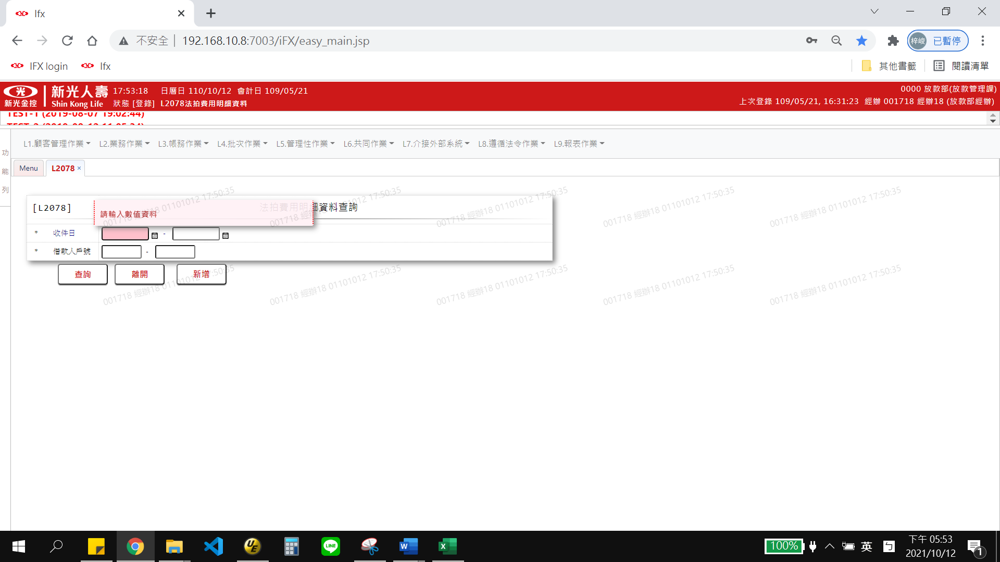 Ifx
不安全 192.168.10.8:7003/iFX/easy_main.jsp
梓峻 已暫停
IFX login Ifx
其他書籤 閱讀清單
新光金控 新光人壽 Shin Kong Life
17:53:18 日曆日 110/10/12 會計日 109/05/21
狀態 [登錄] L2078法拍費用明細資料
0000 放款部(放款管理課)
上次登錄 109/05/21, 16:31:23 經辦 001718 經辦18 (放款部經辦)
TEST-1 (2019-08-07 19:02:44)
功能列
L1.顧客管理作業 L2.業務作業 L3.帳務作業 L4.批次作業 L5.管理性作業 L6.共同作業 L7.介接外部系統 L8.遵循法令作業 L9.報表作業
Menu L2078 ×
[L2078] 法拍費用明細資料查詢
請輸入數值資料
* 收件日 -
* 借款人戶號 -
查詢 離開 新增
001718 經辦18 01101012 17:50:35
001718 經辦18 01101012 17:50:35
001718 經辦18 01101012 17:50:35
001718 經辦18 01101012 17:50:35
001718 經辦18 01101012 17:50:35
001718 經辦18 01101012 17:50:35
001718 經辦18 01101012 17:50:35
001718 經辦18 01101012 17:50:35
001718 經辦18 01101012 17:50:35
001718 經辦18 01101012 17:50:35
UE LINE W X
100% 英 ㄅ
下午 05:53
2021/10/12
1